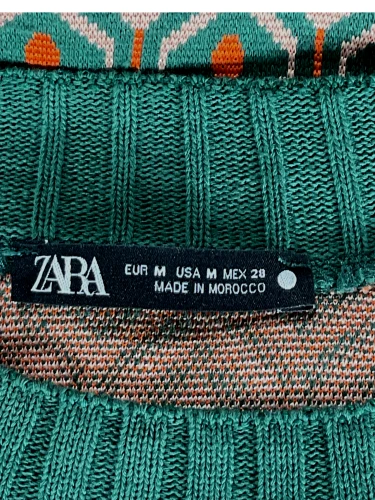 ZARA
EUR M USA M MEX 28
MADE IN MOROCCO